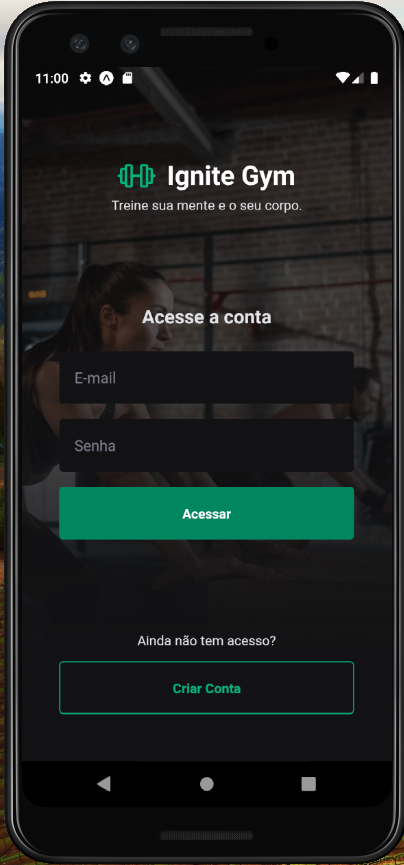 11:00
Ignite Gym
Treine sua mente e o seu corpo.
Acesse a conta
E-mail
Senha
Acessar
Ainda não tem acesso?
Criar Conta